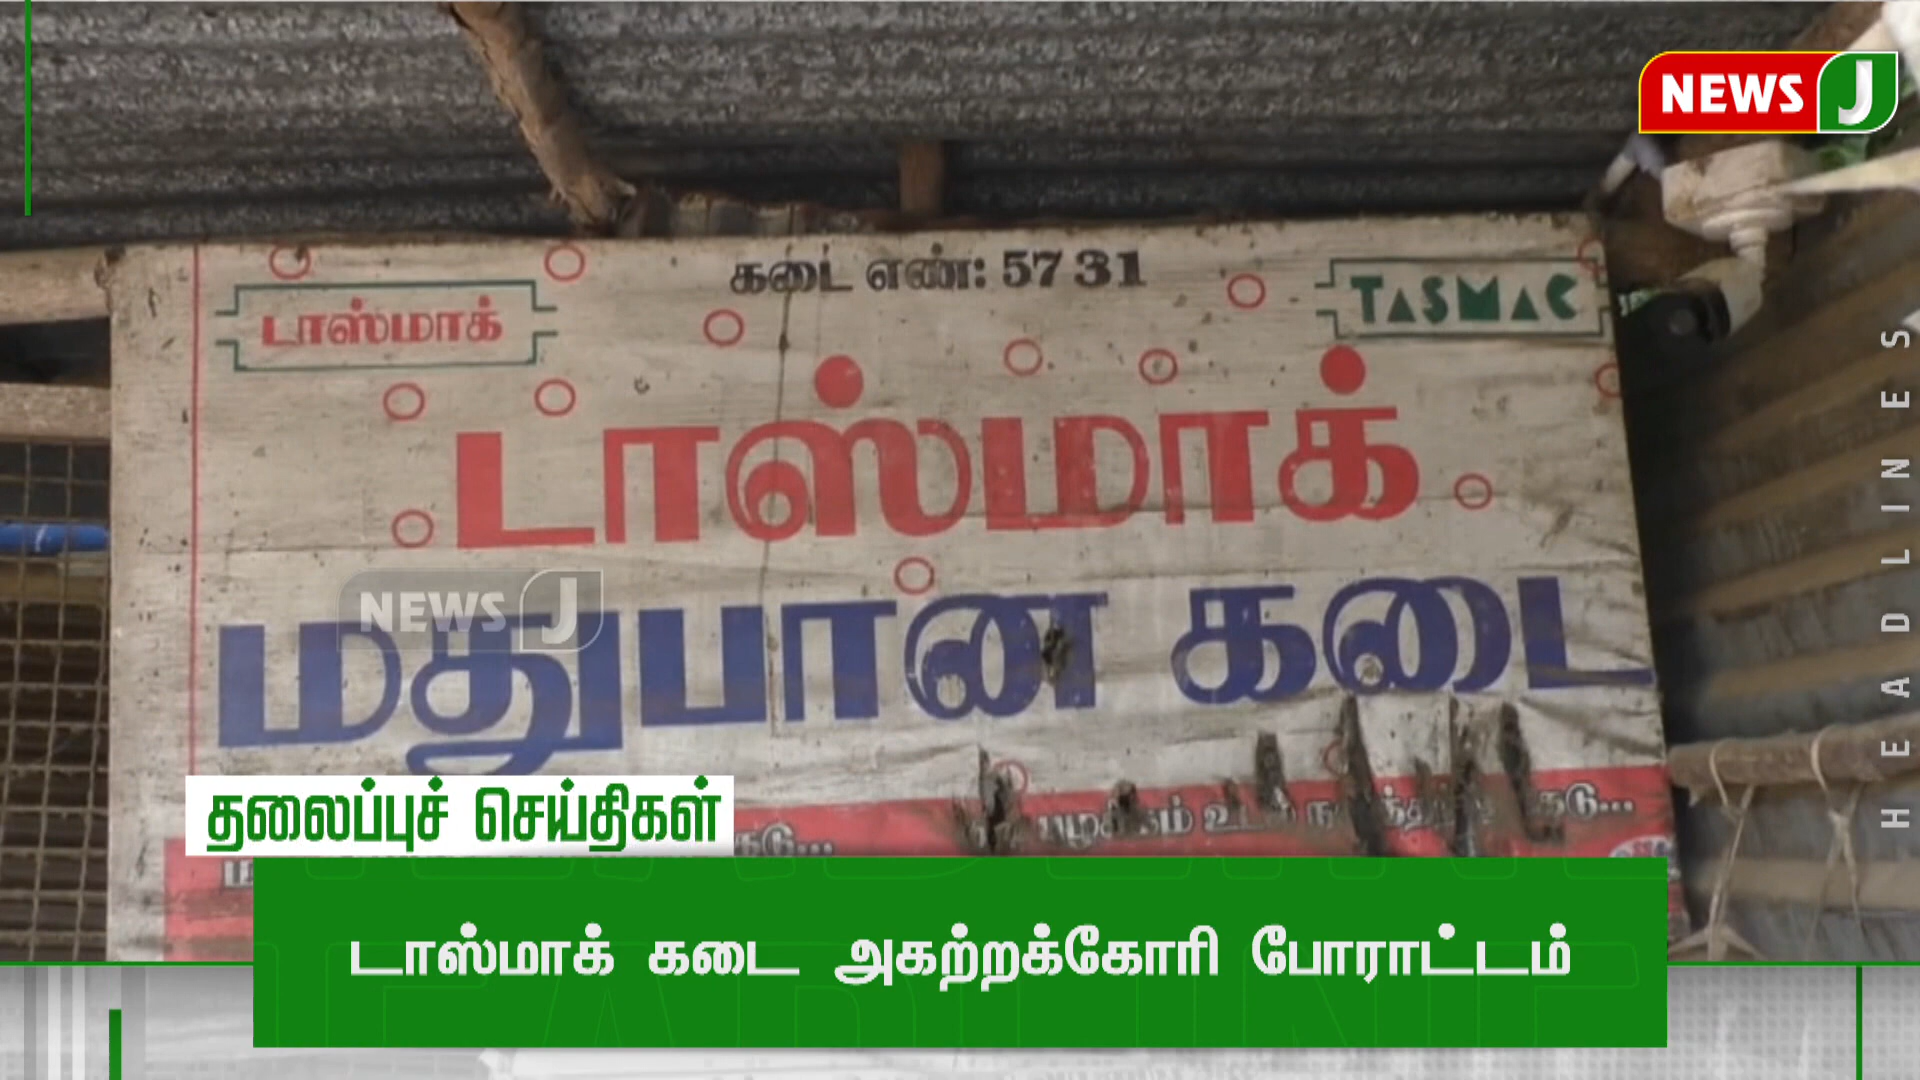 NEWS J
கடை எண்: 5731
டாஸ்மாக்
TASMAC
டாஸ்மாக்
மதுபான கடை
NEWS J
தலைப்புச் செய்திகள்
டாஸ்மாக் கடை அகற்றக்கோரி போராட்டம்
HEADLINES